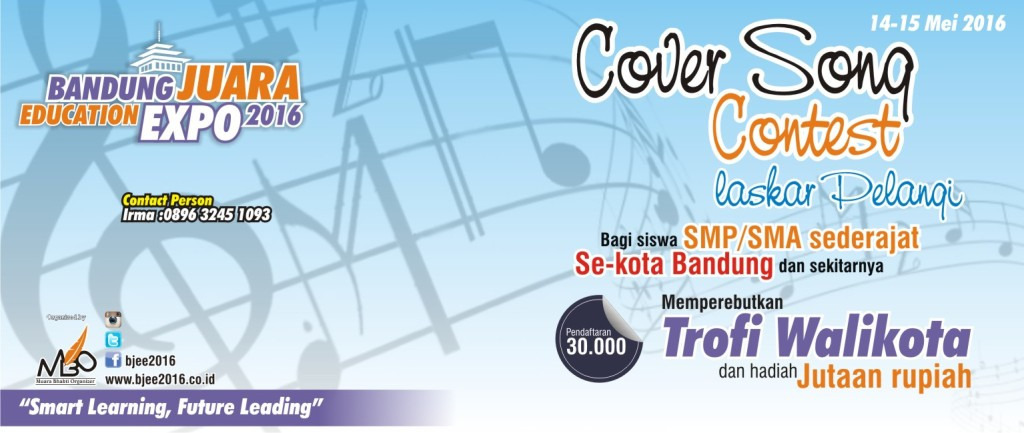 BANDUNG JUARA
EDUCATION EXPO 2016
Contact Person
Irma :0896 3245 1093
Organized by
MBO
Muara Bhakti Organizer
bjee2016
www.bjee2016.co.id
"Smart Learning, Future Leading"
14-15 Mei 2016
Cover Song
Contest
laskar Pelangi
Bagi siswa SMP/SMA sederajat
Se-kota Bandung dan sekitarnya
Pendaftaran
30.000
Memperebutkan
Trofi Walikota
dan hadiah Jutaan rupiah